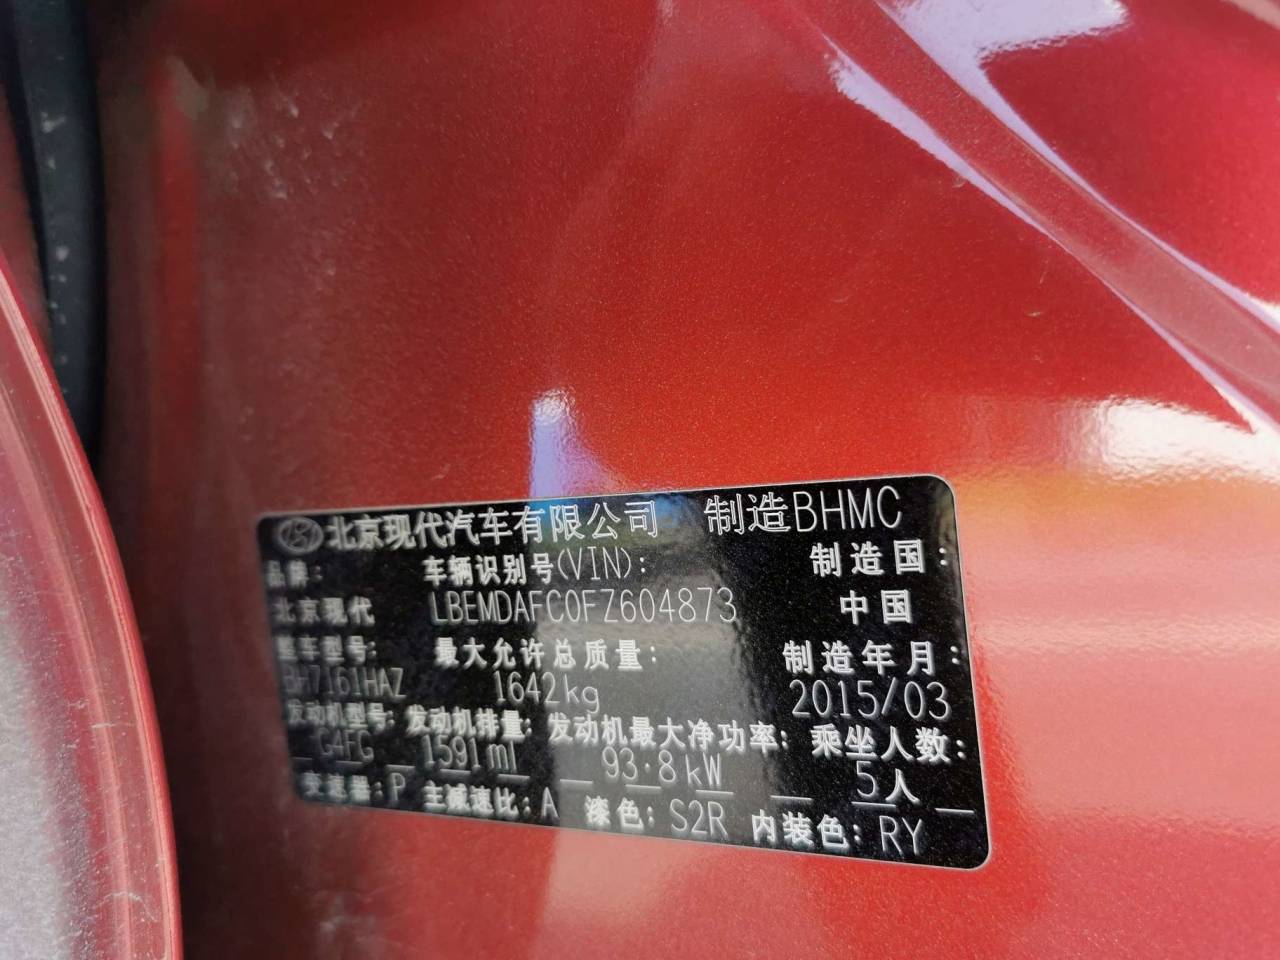 北京现代汽车有限公司 制造BHMC
品牌: 车辆识别号(VIN): 制造国:
北京现代 LBEMDAFC0FZ604873 中国
整车型号: 最大允许总质量: 制造年月:
BH7161HAZ 1642kg 2015/03
发动机型号: 发动机排量: 发动机最大净功率: 乘坐人数:
G4FG 1591ml 93.8kW 5人
变速器: P 主减速比: A 漆色: S2R 内装色: RY